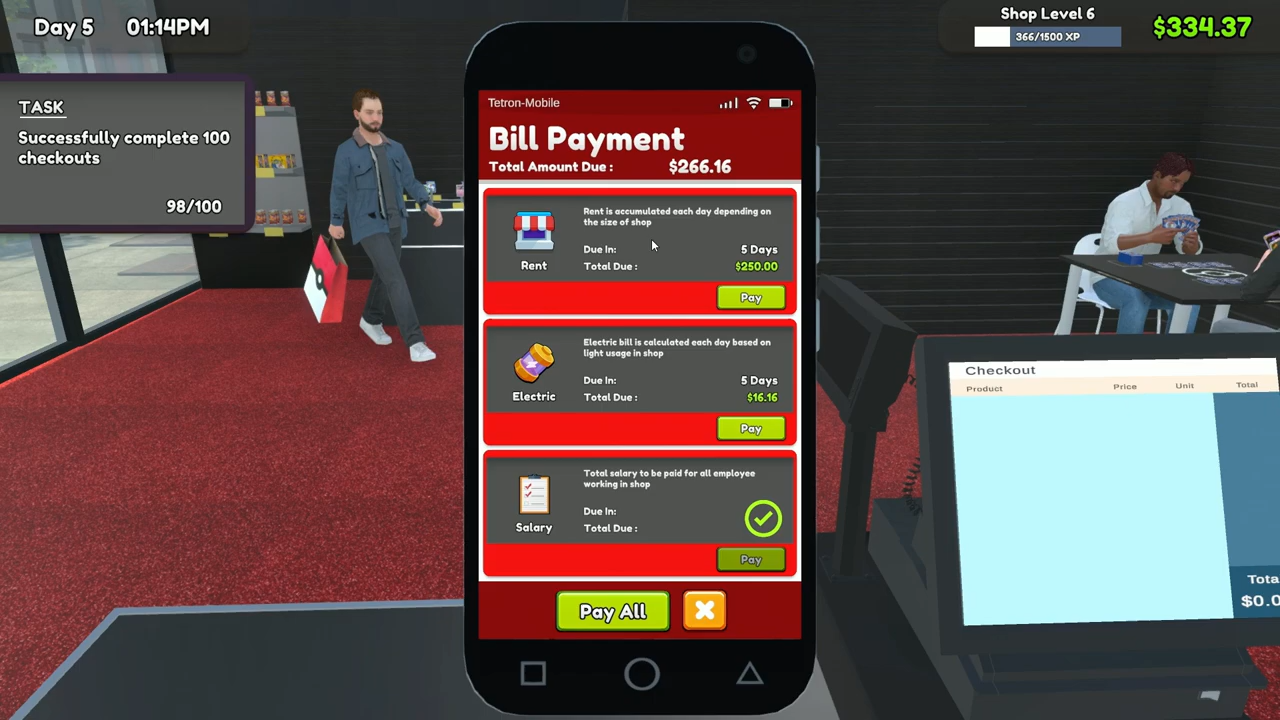 Day 5 01:14PM
Shop Level 6
366/1500 XP
$334.37
TASK
Successfully complete 100
checkouts
98/100
Tetron-Mobile
Bill Payment
Total Amount Due : $266.16
Rent is accumulated each day depending on
the size of shop
Due In: 5 Days
Total Due : $250.00
Rent
Pay
Electric bill is calculated each day based on
light usage in shop
Due In: 5 Days
Total Due : $16.16
Electric
Pay
Total salary to be paid for all employee
working in shop
Due In:
Total Due :
Salary
Pay
Pay All
Checkout
Product Price Unit Total
Tota
$0.0